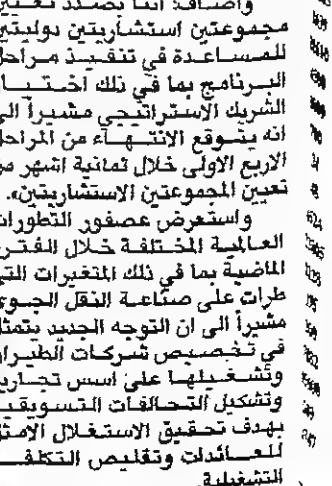 واضاف: اننا بصدد تعيين
مجموعتين استشاريتين دوليتين
للمساعدة في تنفيذ مراحل
البرنامج بما في ذلك اختيار
الشريك الاستراتيجي مشيراً الى
انه يتوقع الانتهاء من المراحل
الاربع الاولى خلال ثمانية اشهر من
تعيين المجموعتين الاستشاريتين».
واستعرض عصفور التطورات
العالمية المختلفة خلال الفترة
الماضية بما في ذلك المتغيرات التي
طرات على صناعة النقل الجوي
مشيراً الى ان التوجه الجديد يتمثل
في تخصيص شركات الطيران
وتشغيلها على اسس تجارية
وتشكيل التحالفات التسويقية
بهدف تحقيق الاستغلال الامثل
للعائدات وتقليص التكلفة
التشغيلية.